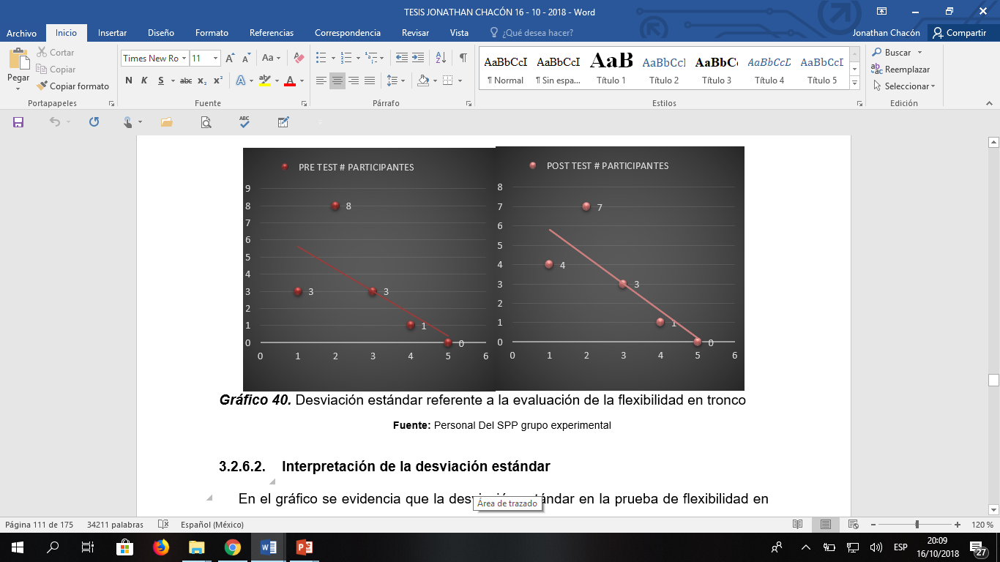 TESIS JONATHAN CHACÓN 16 - 10 - 2018 - Word
Archivo Inicio Insertar Diseño Formato Referencias Correspondencia Revisar Vista ¿Qué desea hacer? Jonathan Chacón Compartir
Pegar
Cortar
Copiar
Copiar formato
Portapapeles
Times New Ro 11
N K S abc x₂ x²
Fuente
Párrafo
AaBbCcI AaBbCcI AaB AaBbCcI AaBbCc AaBbCcD AaBbCcI
¶ Normal ¶ Sin espa... Título 1 Título 2 Título 3 Título 4 Título 5
Estilos
Buscar
Reemplazar
Seleccionar
Edición
PRE TEST # PARTICIPANTES
9
8
7
6
5
4
3
2
1
0
0 1 2 3 4 5 6
3 8 3 1 0
POST TEST # PARTICIPANTES
8
7
6
5
4
3
2
1
0
0 1 2 3 4 5 6
4 7 3 1 0
Gráfico 40. Desviación estándar referente a la evaluación de la flexibilidad en tronco
Fuente: Personal Del SPP grupo experimental
3.2.6.2. Interpretación de la desviación estándar
En el gráfico se evidencia que la desviación estándar en la prueba de flexibilidad en
Área de trazado
Página 111 de 175 34211 palabras Español (México) 120 %
ESP
20:09
16/10/2018
27